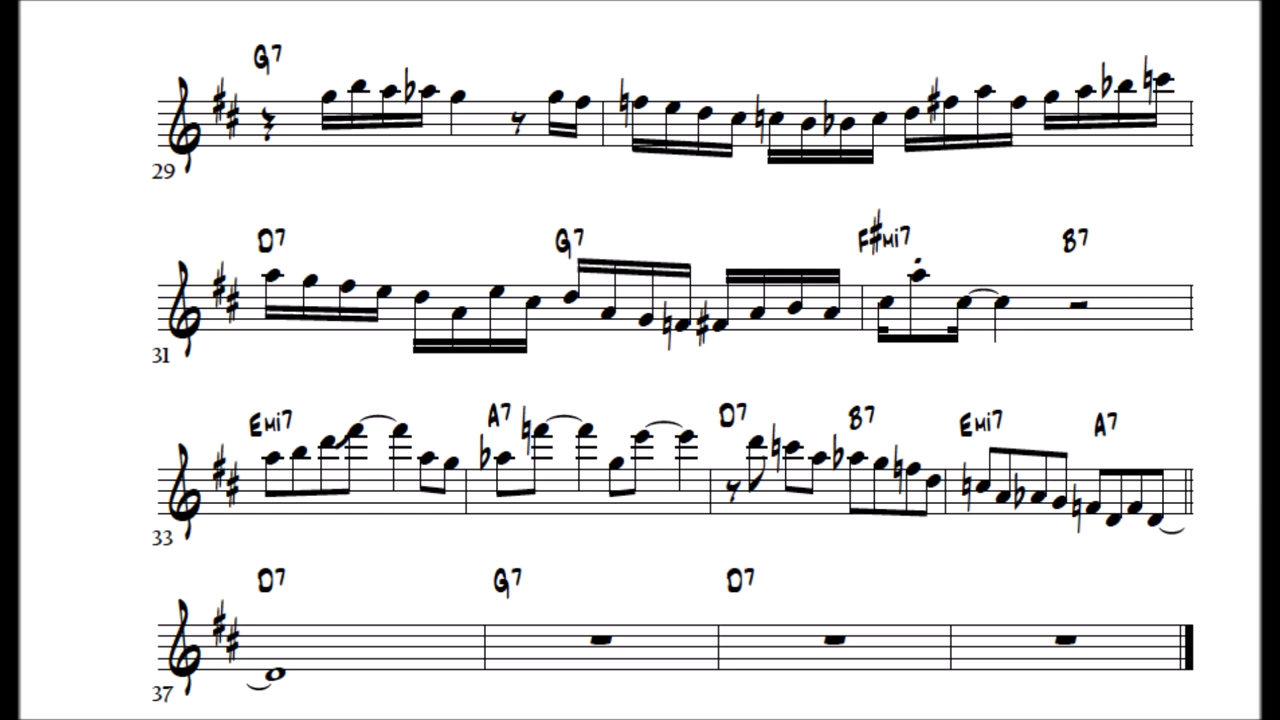 G7
29
D7 G7 F#mi7 B7
31
Emi7 A7 D7 B7 Emi7 A7
33
D7 G7 D7
37